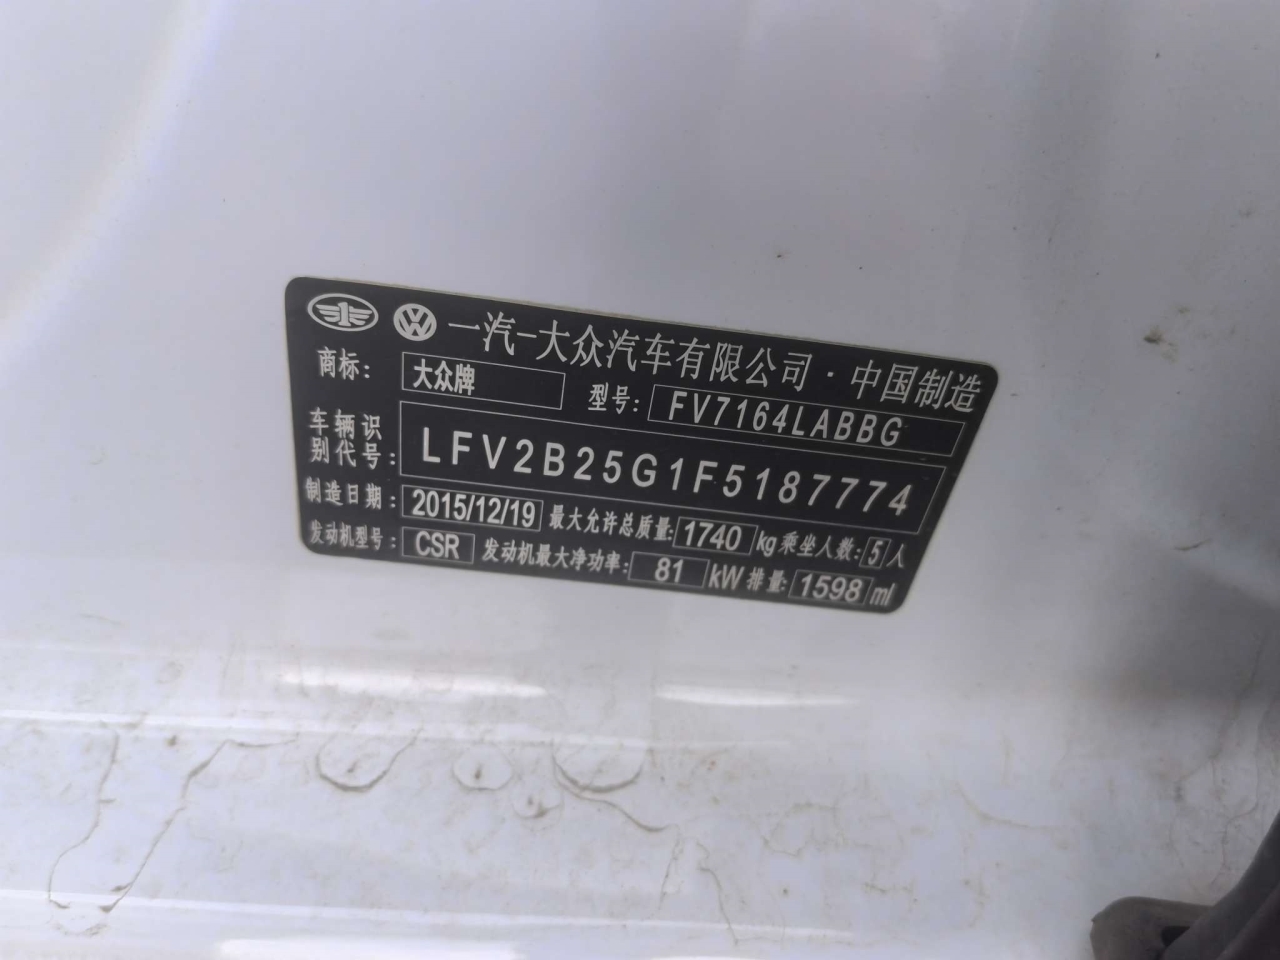 一汽-大众汽车有限公司·中国制造
商标: 大众牌 型号: FV7164LABBG
车辆识别代号: LFV2B25G1F5187774
制造日期: 2015/12/19 最大允许总质量: 1740 kg 乘坐人数: 5 人
发动机型号: CSR 发动机最大净功率: 81 kW 排量: 1598 ml